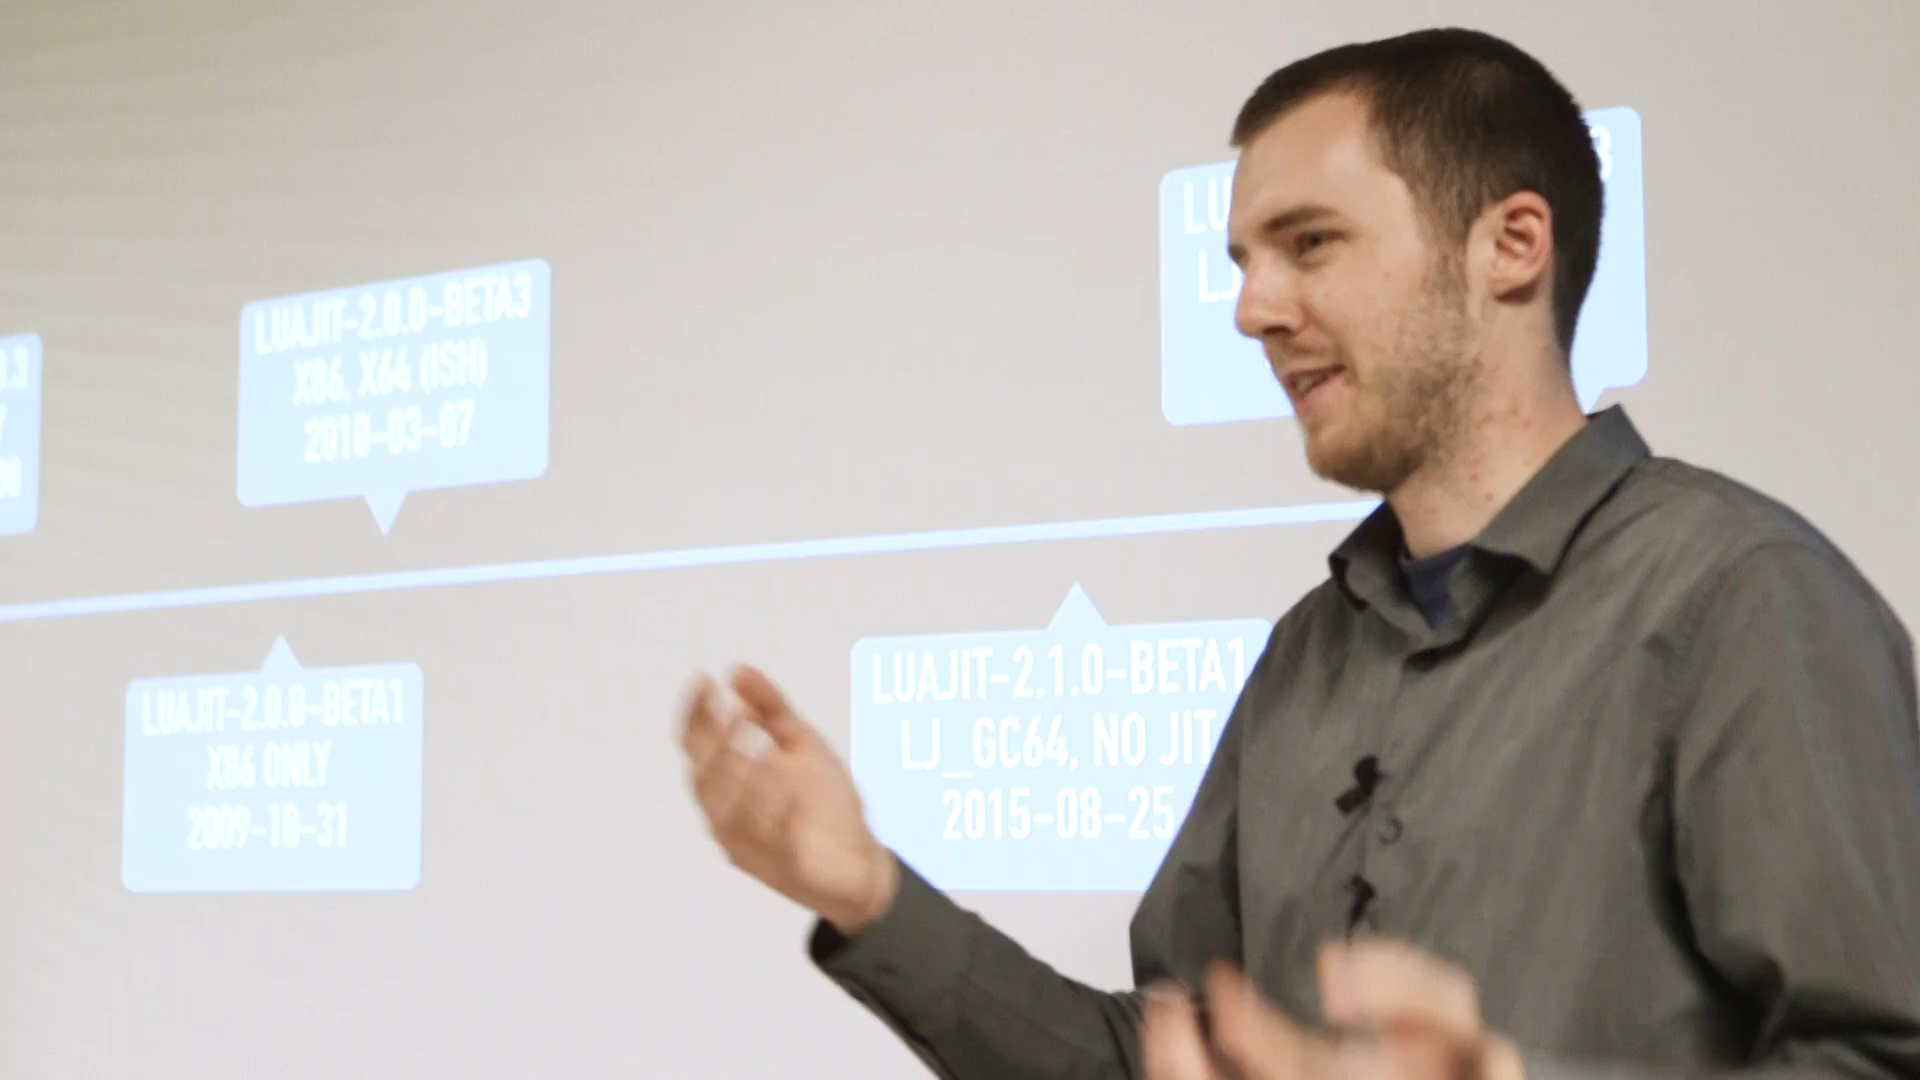 LUAJIT-2.0.0-BETA3
X86, X64 (ISH)
2010-03-07
LUAJIT-2.0.0-BETA1
X86 ONLY
2009-10-31
LUAJIT-2.1.0-BETA1
LJ_GC64, NO JIT
2015-08-25